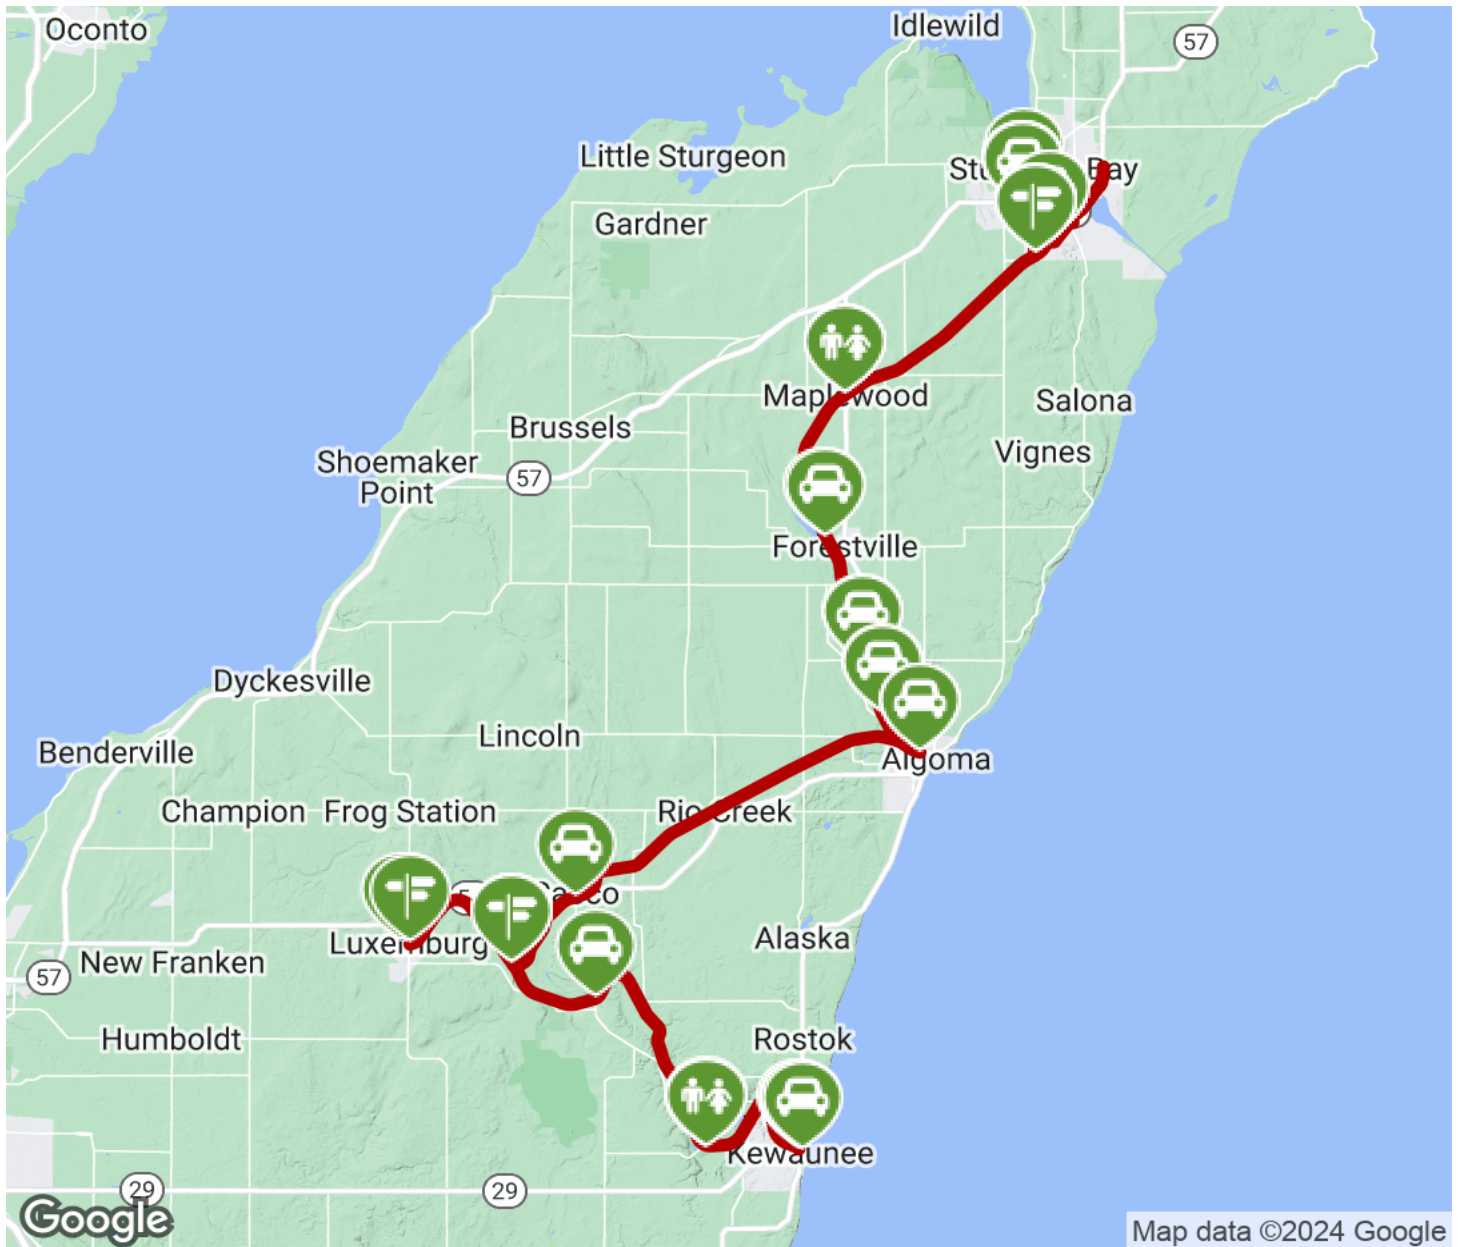 Oconto
Idlewild
57
Little Sturgeon
Bay
Gardner
Maplewood
Salona
Brussels
Vignes
Shoemaker
Point
57
Forestville
Dyckesville
Lincoln
Benderville
Algoma
Champion
Frog Station
Rio Creek
Luxemburg
Alaska
New Franken
57
Humboldt
Rostok
Kewaunee
29
29
Google
Map data ©2024 Google